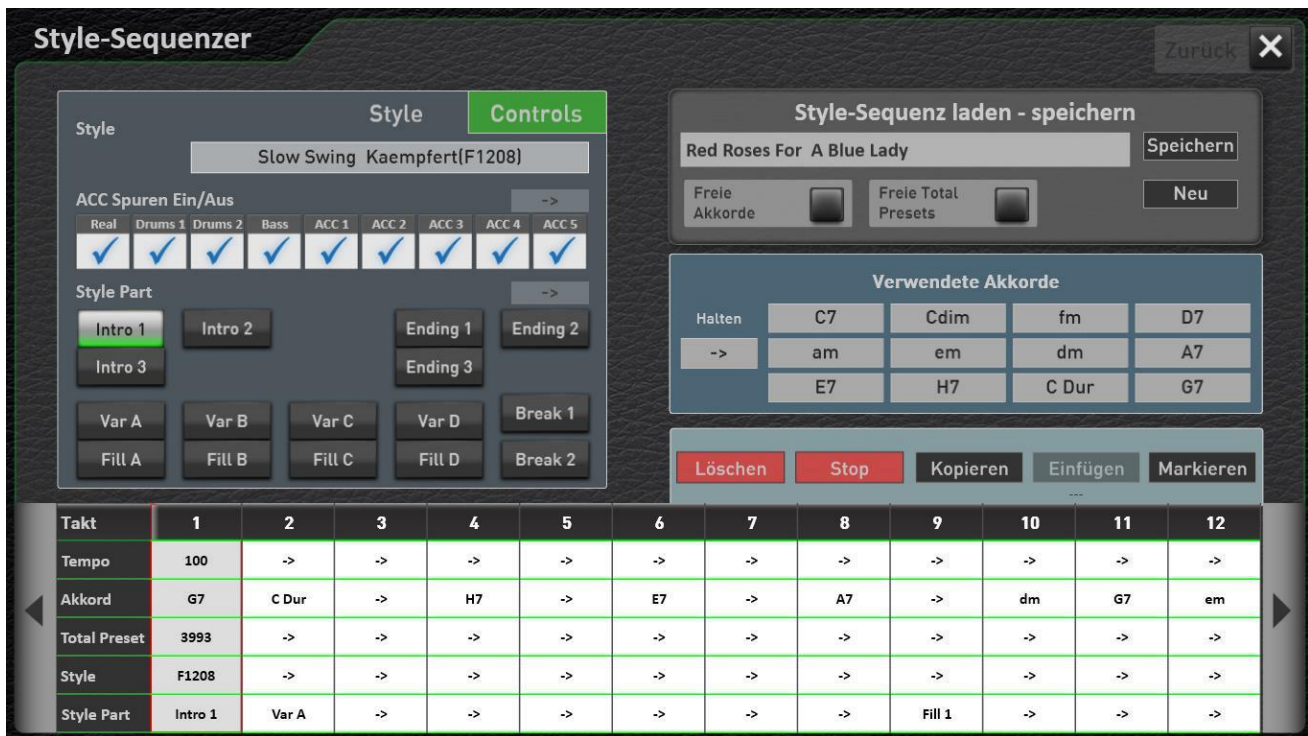 Style-Sequenzer
Zurück
Style Controls
Style
Slow Swing Kaempfert(F1208)
ACC Spuren Ein/Aus ->
Real Drums 1 Drums 2 Bass ACC 1 ACC 2 ACC 3 ACC 4 ACC 5
Style Part ->
Intro 1 Intro 2 Ending 1 Ending 2
Intro 3 Ending 3
Var A Var B Var C Var D Break 1
Fill A Fill B Fill C Fill D Break 2
Style-Sequenz laden - speichern
Red Roses For A Blue Lady Speichern
Freie Akkorde Freie Total Presets Neu
Verwendete Akkorde
Halten C7 Cdim fm D7
-> am em dm A7
E7 H7 C Dur G7
Löschen Stop Kopieren Einfügen Markieren
---
Takt 1 2 3 4 5 6 7 8 9 10 11 12
Tempo 100 -> -> -> -> -> -> -> -> -> -> ->
Akkord G7 C Dur -> H7 -> E7 -> A7 -> dm G7 em
Total Preset 3993 -> -> -> -> -> -> -> -> -> -> ->
Style F1208 -> -> -> -> -> -> -> -> -> -> ->
Style Part Intro 1 Var A -> -> -> -> -> -> Fill 1 -> -> ->